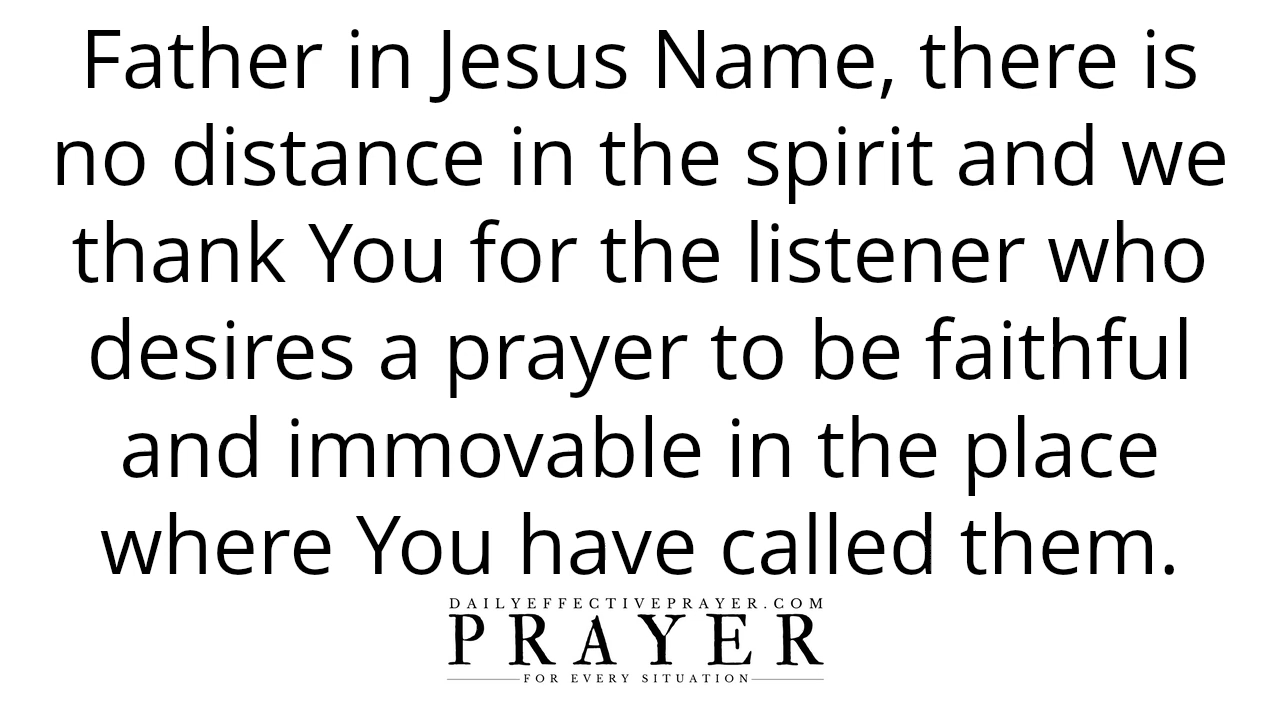 Father in Jesus Name, there is
no distance in the spirit and we
thank You for the listener who
desires a prayer to be faithful
and immovable in the place
where You have called them.
DAILYEFFECTIVEPRAYER.COM
PRAYER
FOR EVERY SITUATION